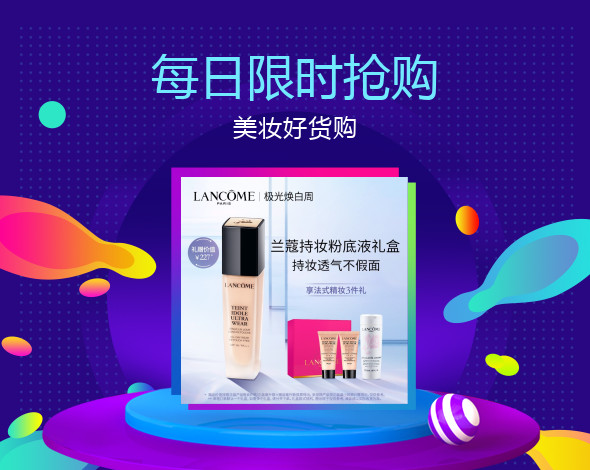 每日限时抢购
美妆好货购
LANCÔME
PARIS
极光焕白周
兰蔻持妆粉底液礼盒
持妆透气不假面
礼赠价值
¥227
享法式精妆3件礼
LANCÔME
TEINT
IDOLE
ULTRA
WEAR